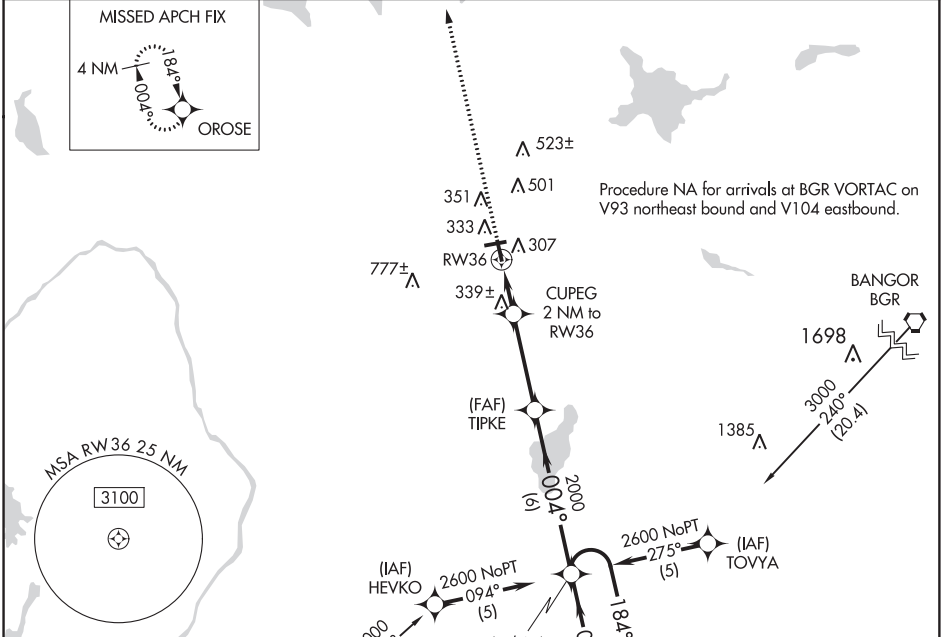 MISSED APCH FIX
4 NM
184°
004°
OROSE
523±
501
351
333
307
RW36
777±
339±
CUPEG
2 NM to
RW36
Procedure NA for arrivals at BGR VORTAC on
V93 northeast bound and V104 eastbound.
BANGOR
BGR
1698
3000
240°
(20.4)
1385
(FAF)
TIPKE
MSA RW36 25 NM
3100
2000
004°
(6)
2600 NoPT
275°
(5)
(IAF)
TOVYA
(IAF)
HEVKO
2600 NoPT
094°
(5)
184°